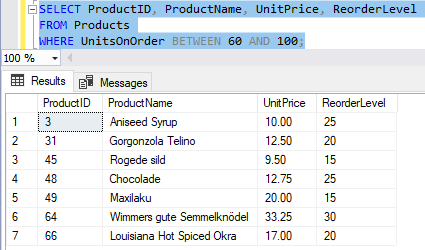 SELECT ProductID, ProductName, UnitPrice, ReorderLevel
FROM Products
WHERE UnitsOnOrder BETWEEN 60 AND 100;
100 %
Results Messages
ProductID ProductName UnitPrice ReorderLevel
1 3 Aniseed Syrup 10.00 25
2 31 Gorgonzola Telino 12.50 20
3 45 Rogede sild 9.50 15
4 48 Chocolade 12.75 25
5 49 Maxilaku 20.00 15
6 64 Wimmers gute Semmelknödel 33.25 30
7 66 Louisiana Hot Spiced Okra 17.00 20